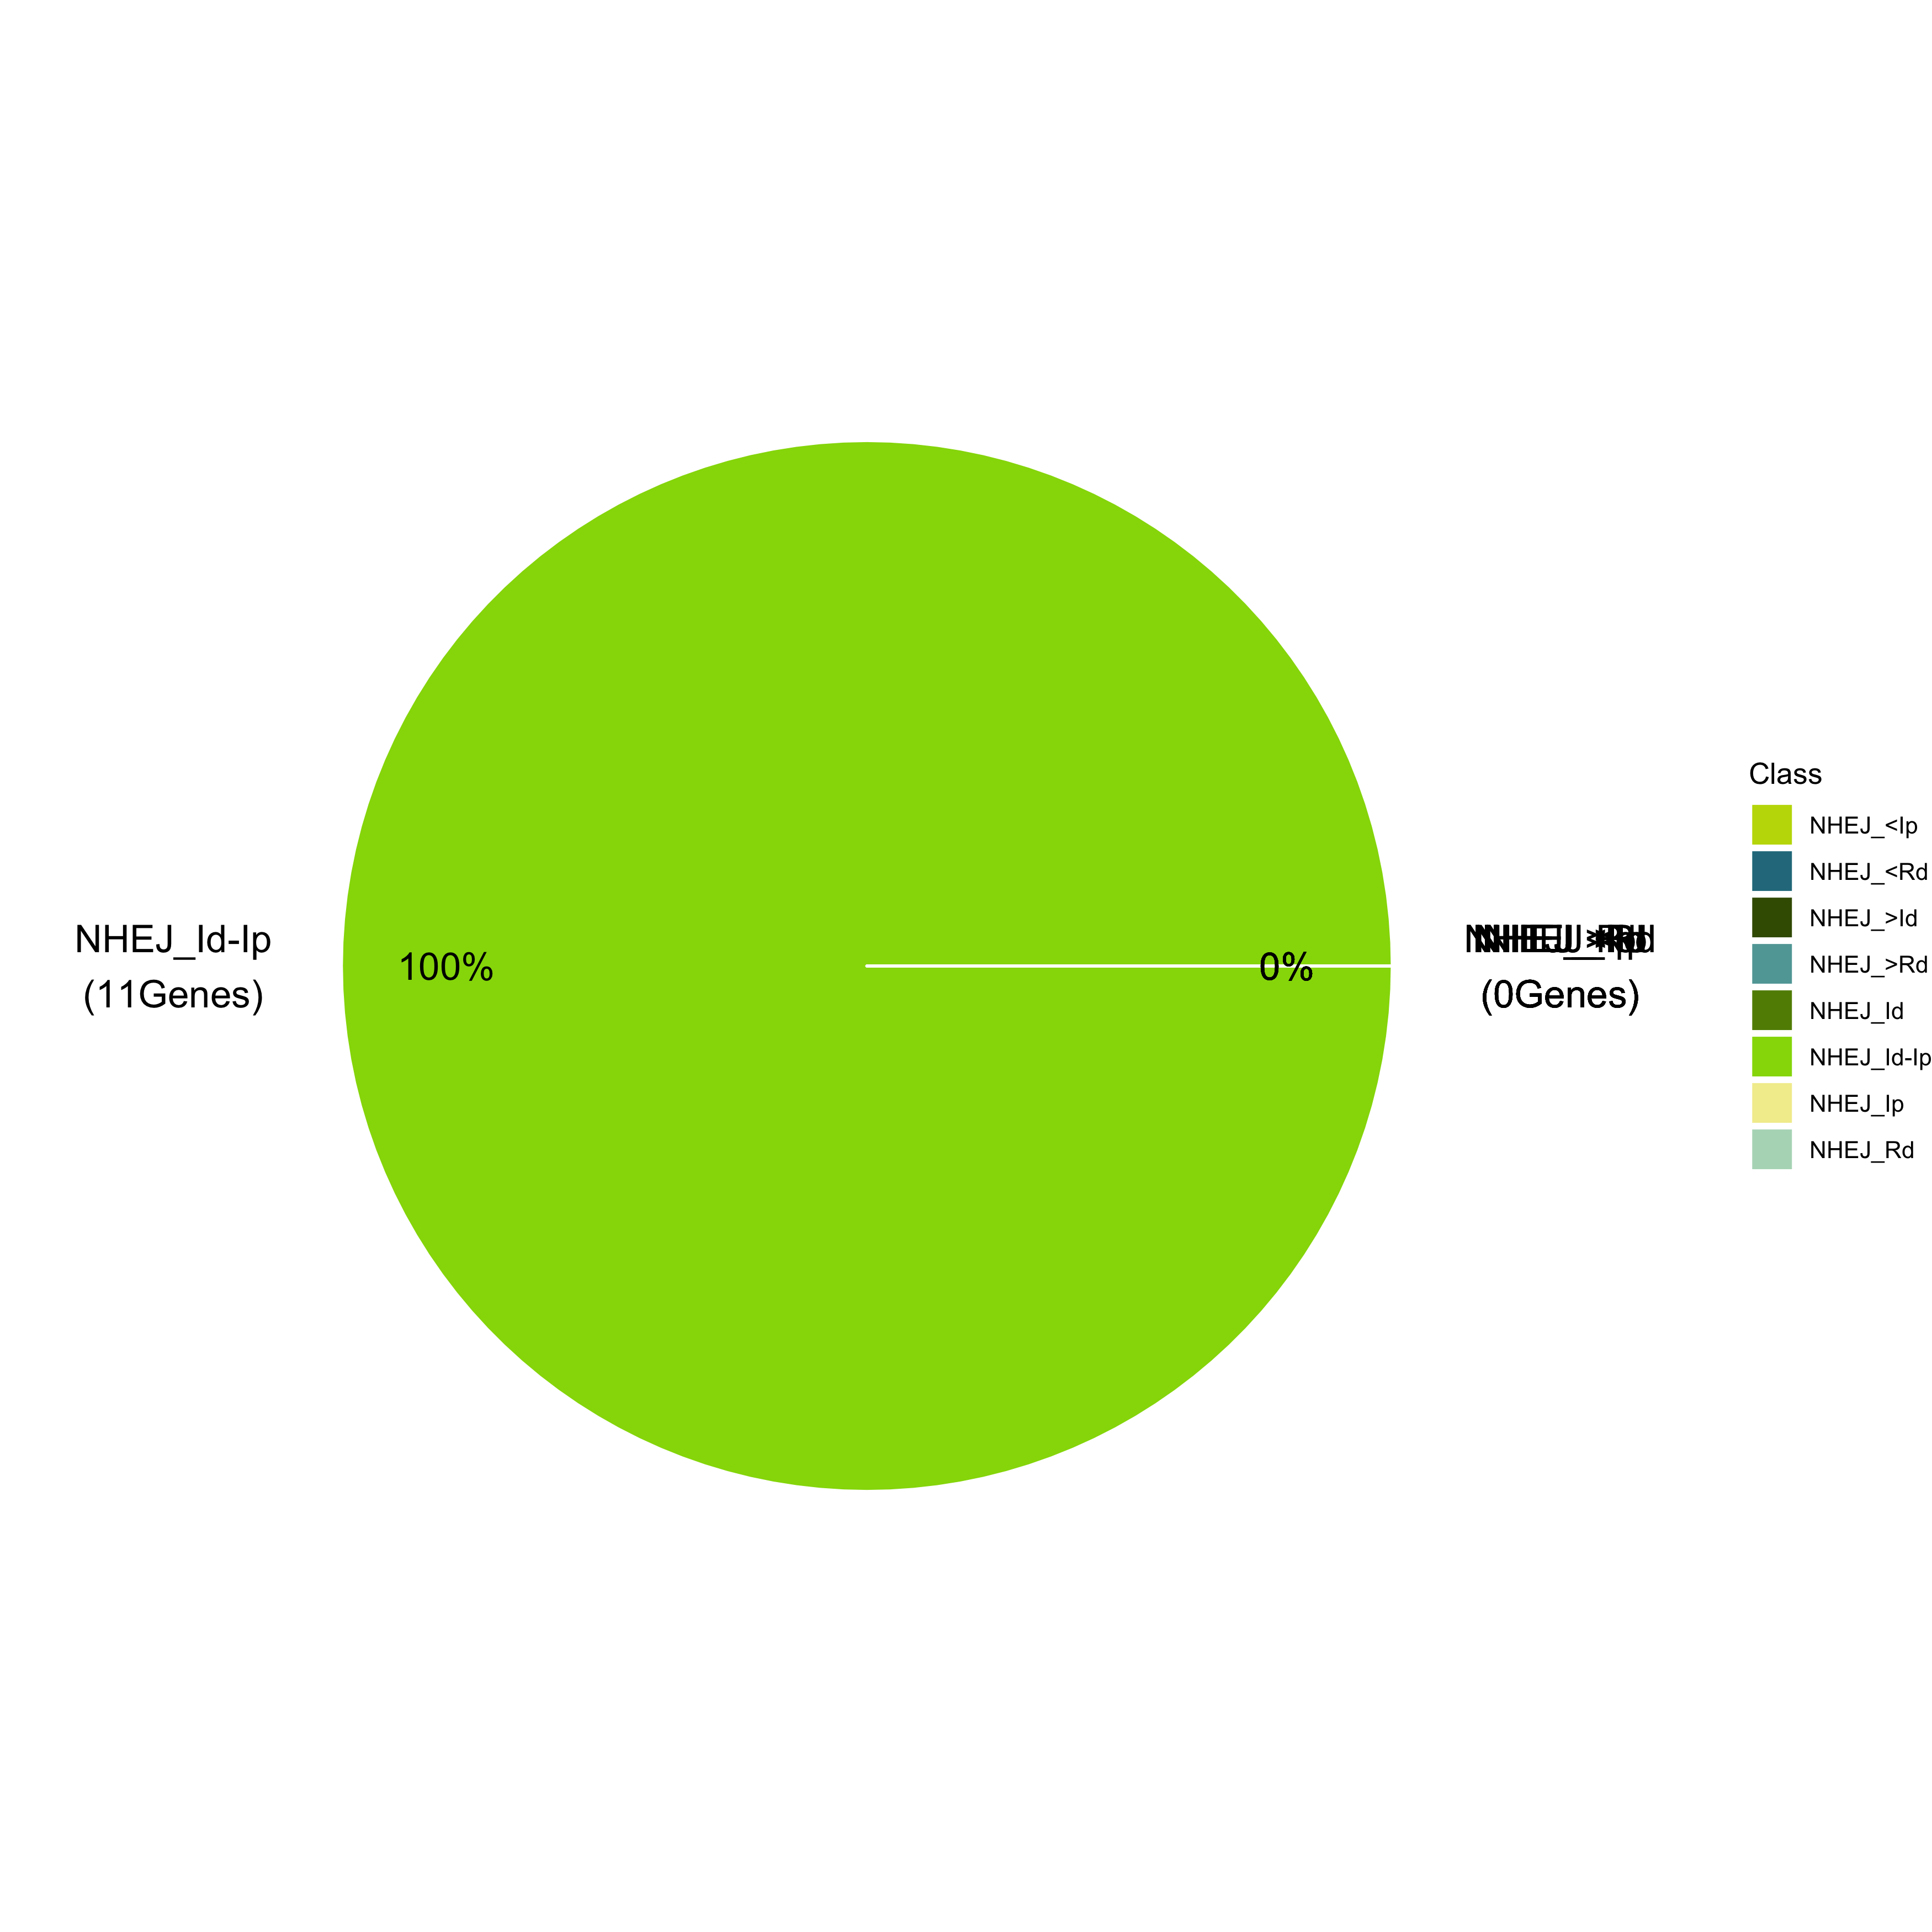 NHEJ_Id-Ip
(11Genes)
100%
0%
(0Genes)
Class
NHEJ_<Ip
NHEJ_<Rd
NHEJ_>Id
NHEJ_>Rd
NHEJ_Id
NHEJ_Id-Ip
NHEJ_Ip
NHEJ_Rd